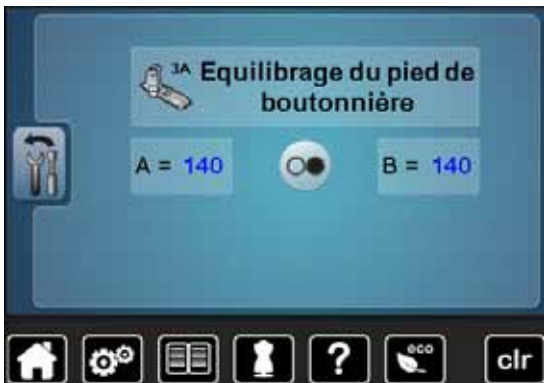 3A Equilibrage du pied de
boutonnière
A = 140
B = 140
?
eco
clr